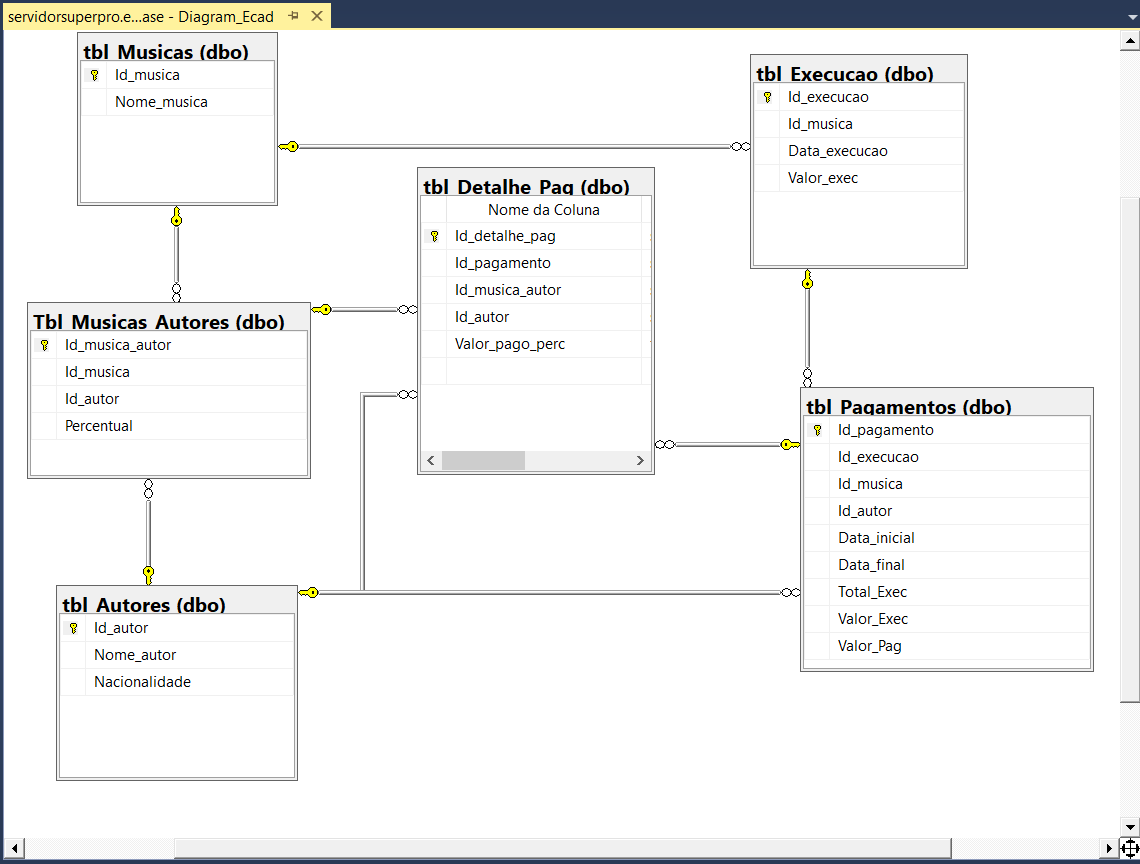 servidorsuperpro.e...ase - Diagram_Ecad
tbl_Musicas (dbo)
Id_musica
Nome_musica
tbl_Execucao (dbo)
Id_execucao
Id_musica
Data_execucao
Valor_exec
tbl_Detalhe_Pag (dbo)
Nome da Coluna
Id_detalhe_pag
Id_pagamento
Id_musica_autor
Id_autor
Valor_pago_perc
Tbl_Musicas_Autores (dbo)
Id_musica_autor
Id_musica
Id_autor
Percentual
tbl_Pagamentos (dbo)
Id_pagamento
Id_execucao
Id_musica
Id_autor
Data_inicial
Data_final
Total_Exec
Valor_Exec
Valor_Pag
tbl_Autores (dbo)
Id_autor
Nome_autor
Nacionalidade